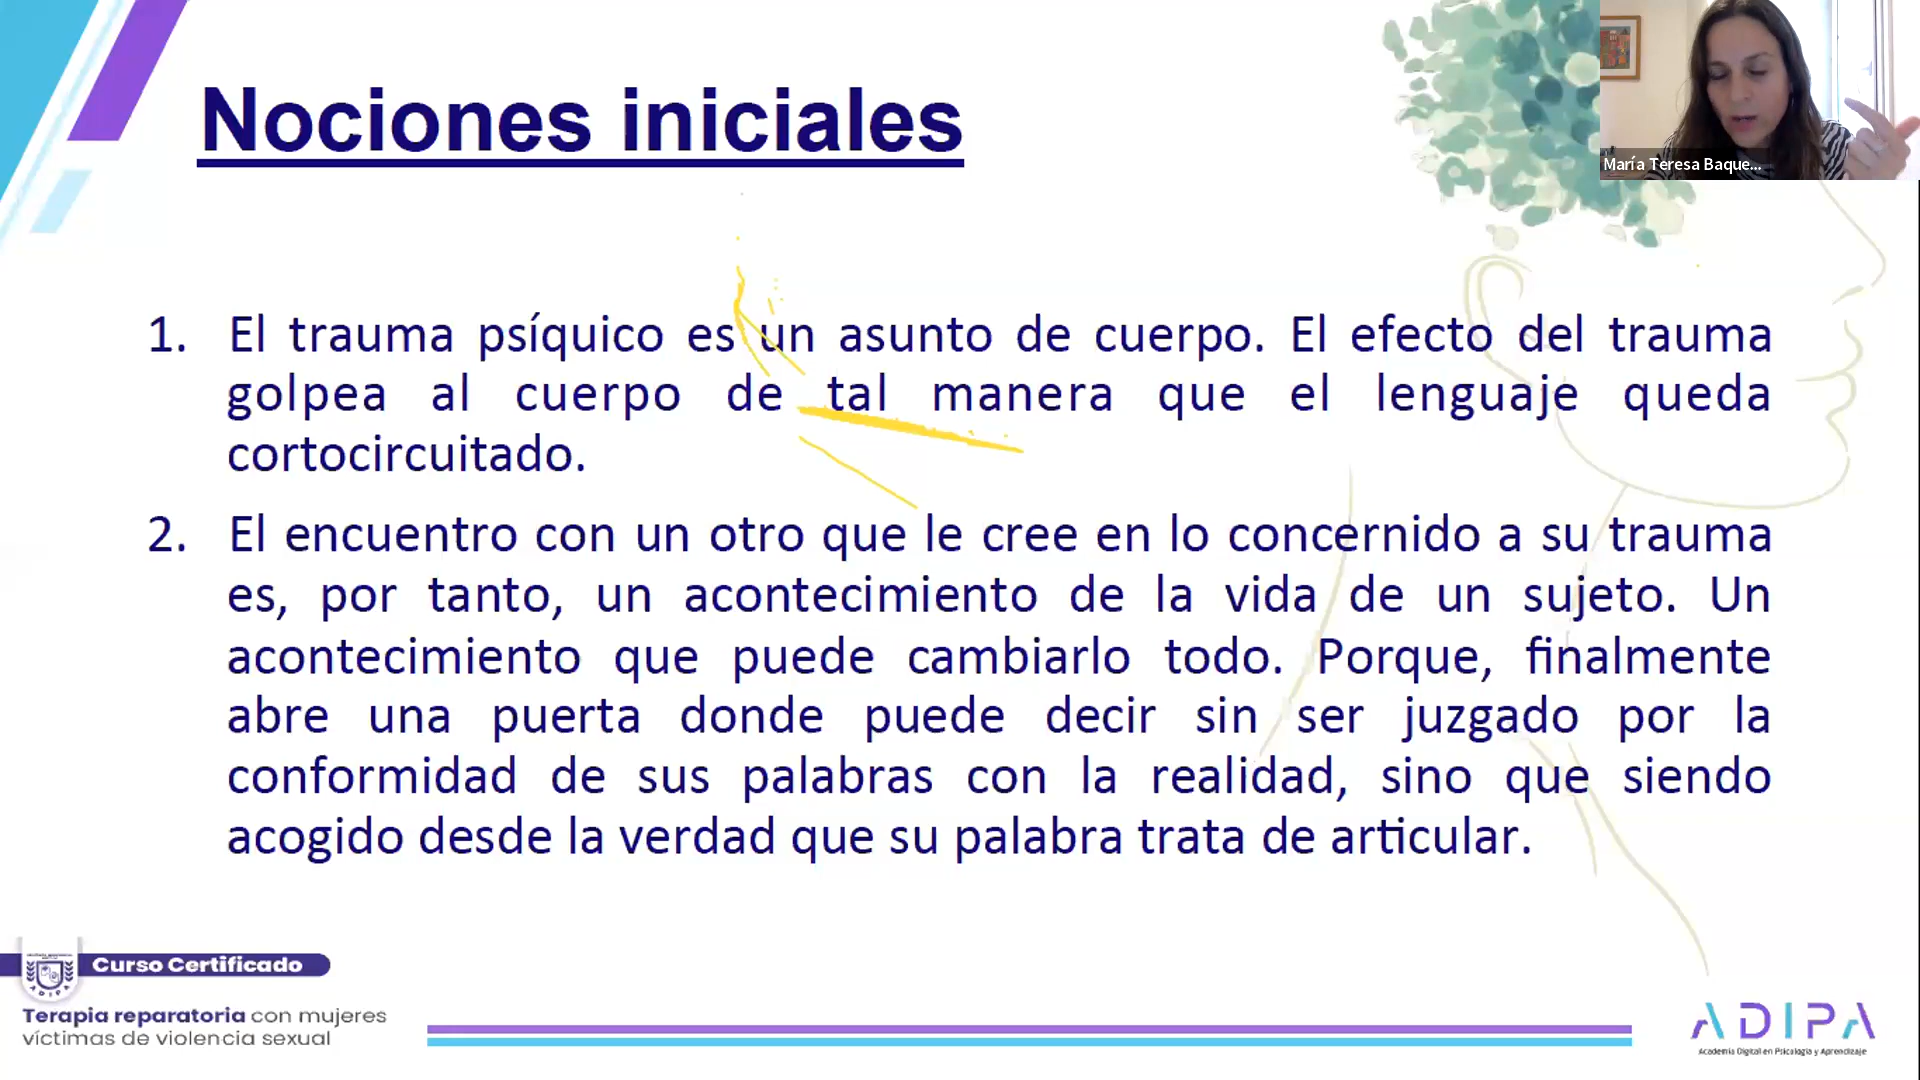 María Teresa Baque...
Nociones iniciales
1. El trauma psíquico es un asunto de cuerpo. El efecto del trauma
golpea al cuerpo de tal manera que el lenguaje queda
cortocircuitado.
2. El encuentro con un otro que le cree en lo concernido a su trauma
es, por tanto, un acontecimiento de la vida de un sujeto. Un
acontecimiento que puede cambiarlo todo. Porque, finalmente
abre una puerta donde puede decir sin ser juzgado por la
conformidad de sus palabras con la realidad, sino que siendo
acogido desde la verdad que su palabra trata de articular.
ADIPA
Curso Certificado
Terapia reparatoria con mujeres
víctimas de violencia sexual
ADIPA
Academia Digital en Psicología y Aprendizaje